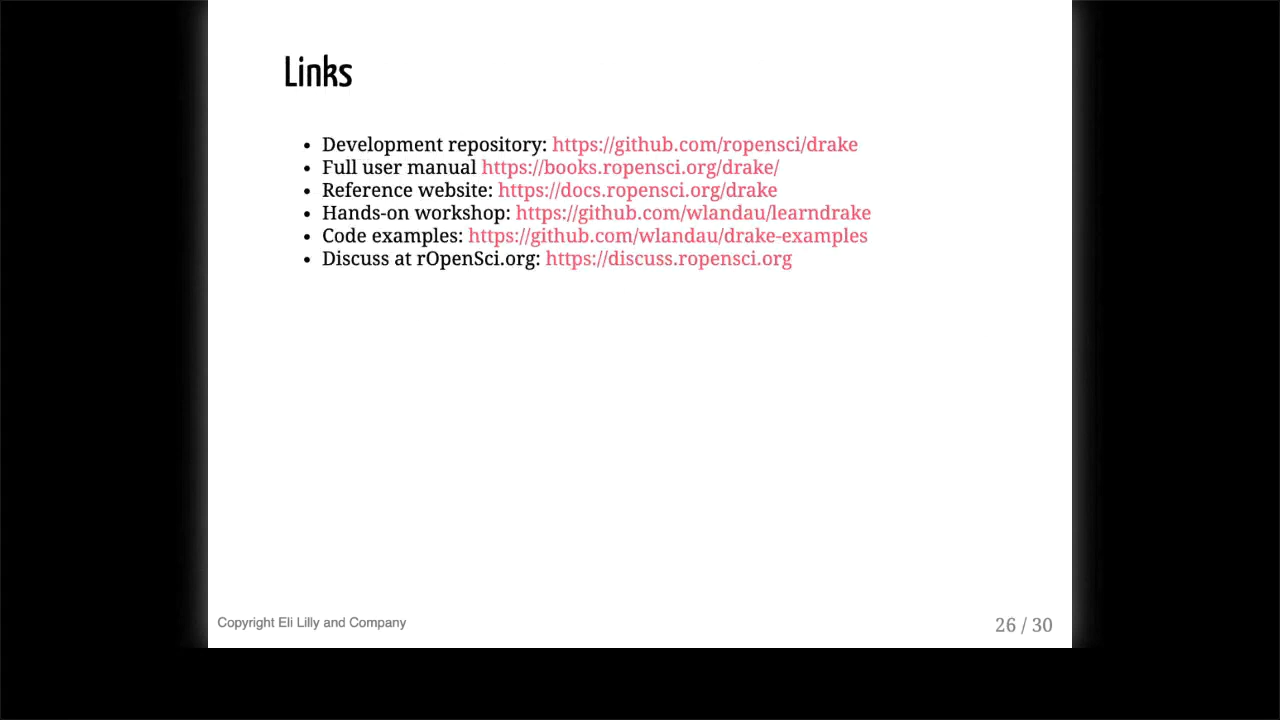 Links
• Development repository: https://github.com/ropensci/drake
• Full user manual https://books.ropensci.org/drake/
• Reference website: https://docs.ropensci.org/drake
• Hands-on workshop: https://github.com/wlandau/learndrake
• Code examples: https://github.com/wlandau/drake-examples
• Discuss at rOpenSci.org: https://discuss.ropensci.org
Copyright Eli Lilly and Company
26 / 30